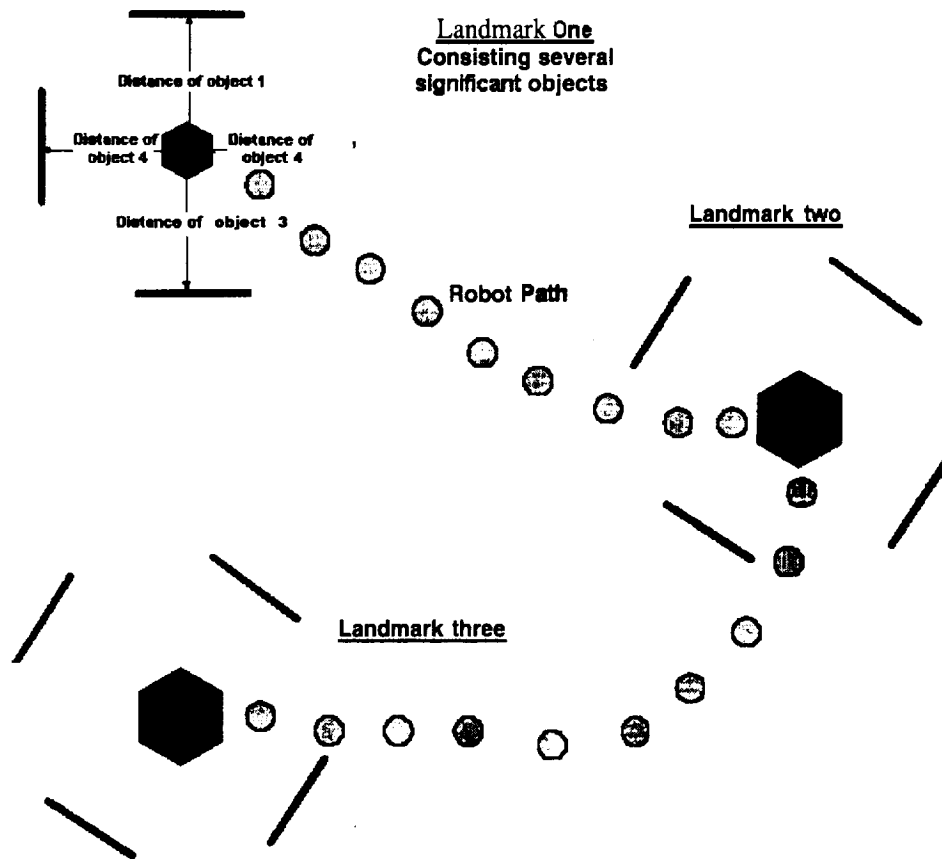 Landmark One
Consisting several
significant objects
Distance of object 1
Distance of
object 4
Distance of
object 4
Distance of object 3
Landmark two
Robot Path
Landmark three